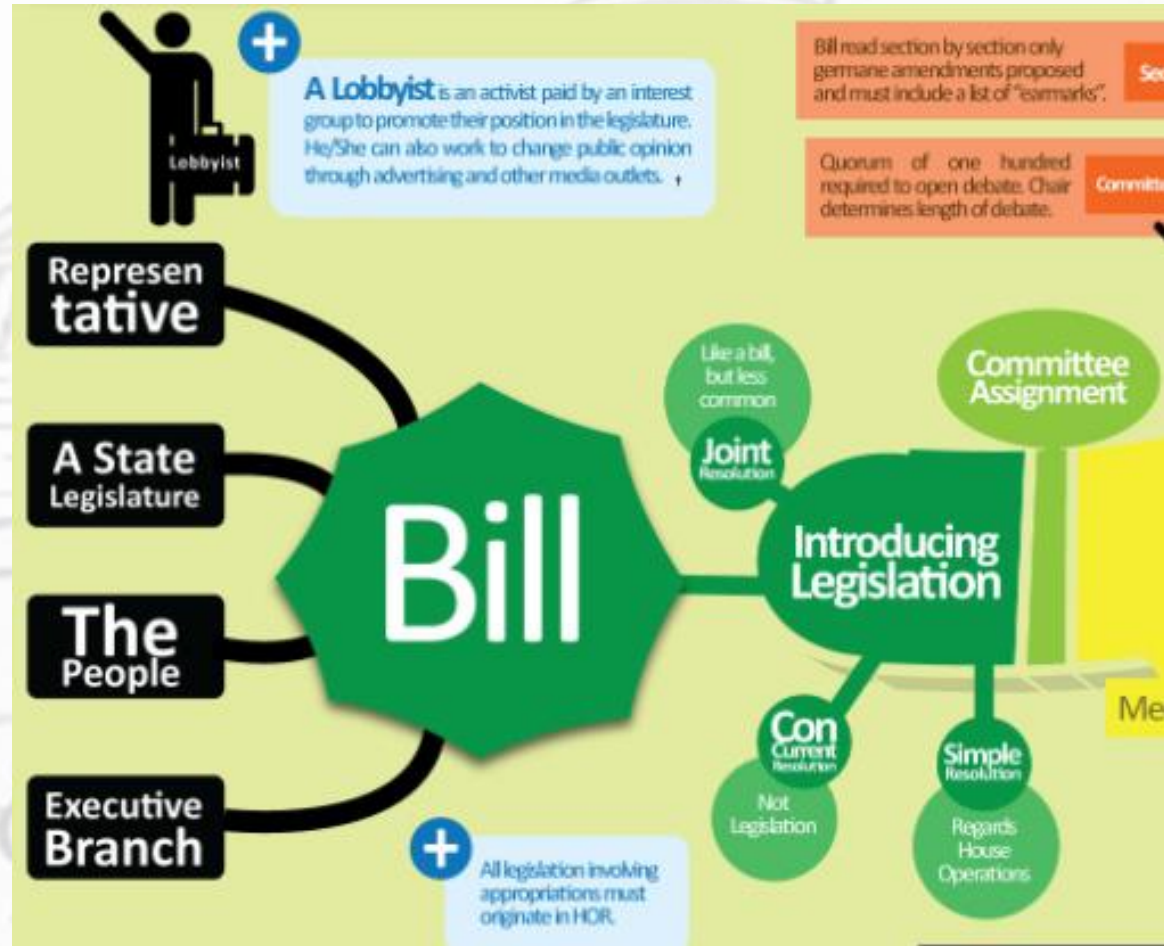 Lobbyist
A Lobbyist is an activist paid by an interest
group to promote their position in the legislature.
He/She can also work to change public opinion
through advertising and other media outlets. †
Bill read section by section only
germane amendments proposed
and must include a list of "earmarks".
Quorum of one hundred
required to open debate. Chair
determines length of debate.
Represen
tative
A State
Legislature
The
People
Executive
Branch
Bill
Like a bill,
but less
common
Joint
Resolution
Committee
Assignment
Introducing
Legislation
Con
Current
Resolution
Not
Legislation
Simple
Resolution
Regards
House
Operations
All legislation involving
appropriations must
originate in HOR.